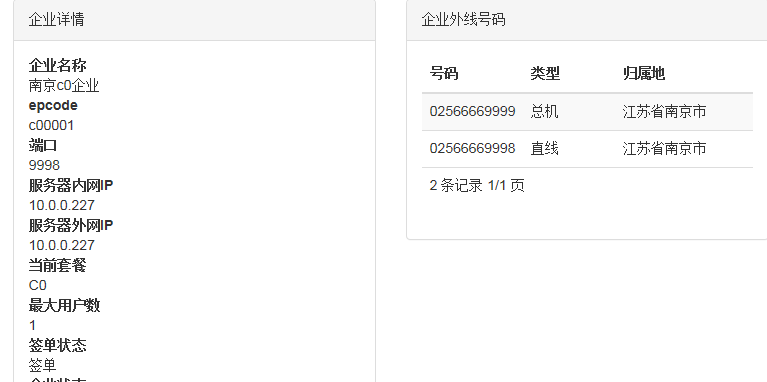 企业详情
企业名称
南京c0企业
epcode
c00001
端口
9998
服务器内网IP
10.0.0.227
服务器外网IP
10.0.0.227
当前套餐
C0
最大用户数
1
签单状态
签单
企业状态
企业外线号码
号码 类型 归属地
02566669999 总机 江苏省南京市
02566669998 直线 江苏省南京市
2 条记录 1/1 页